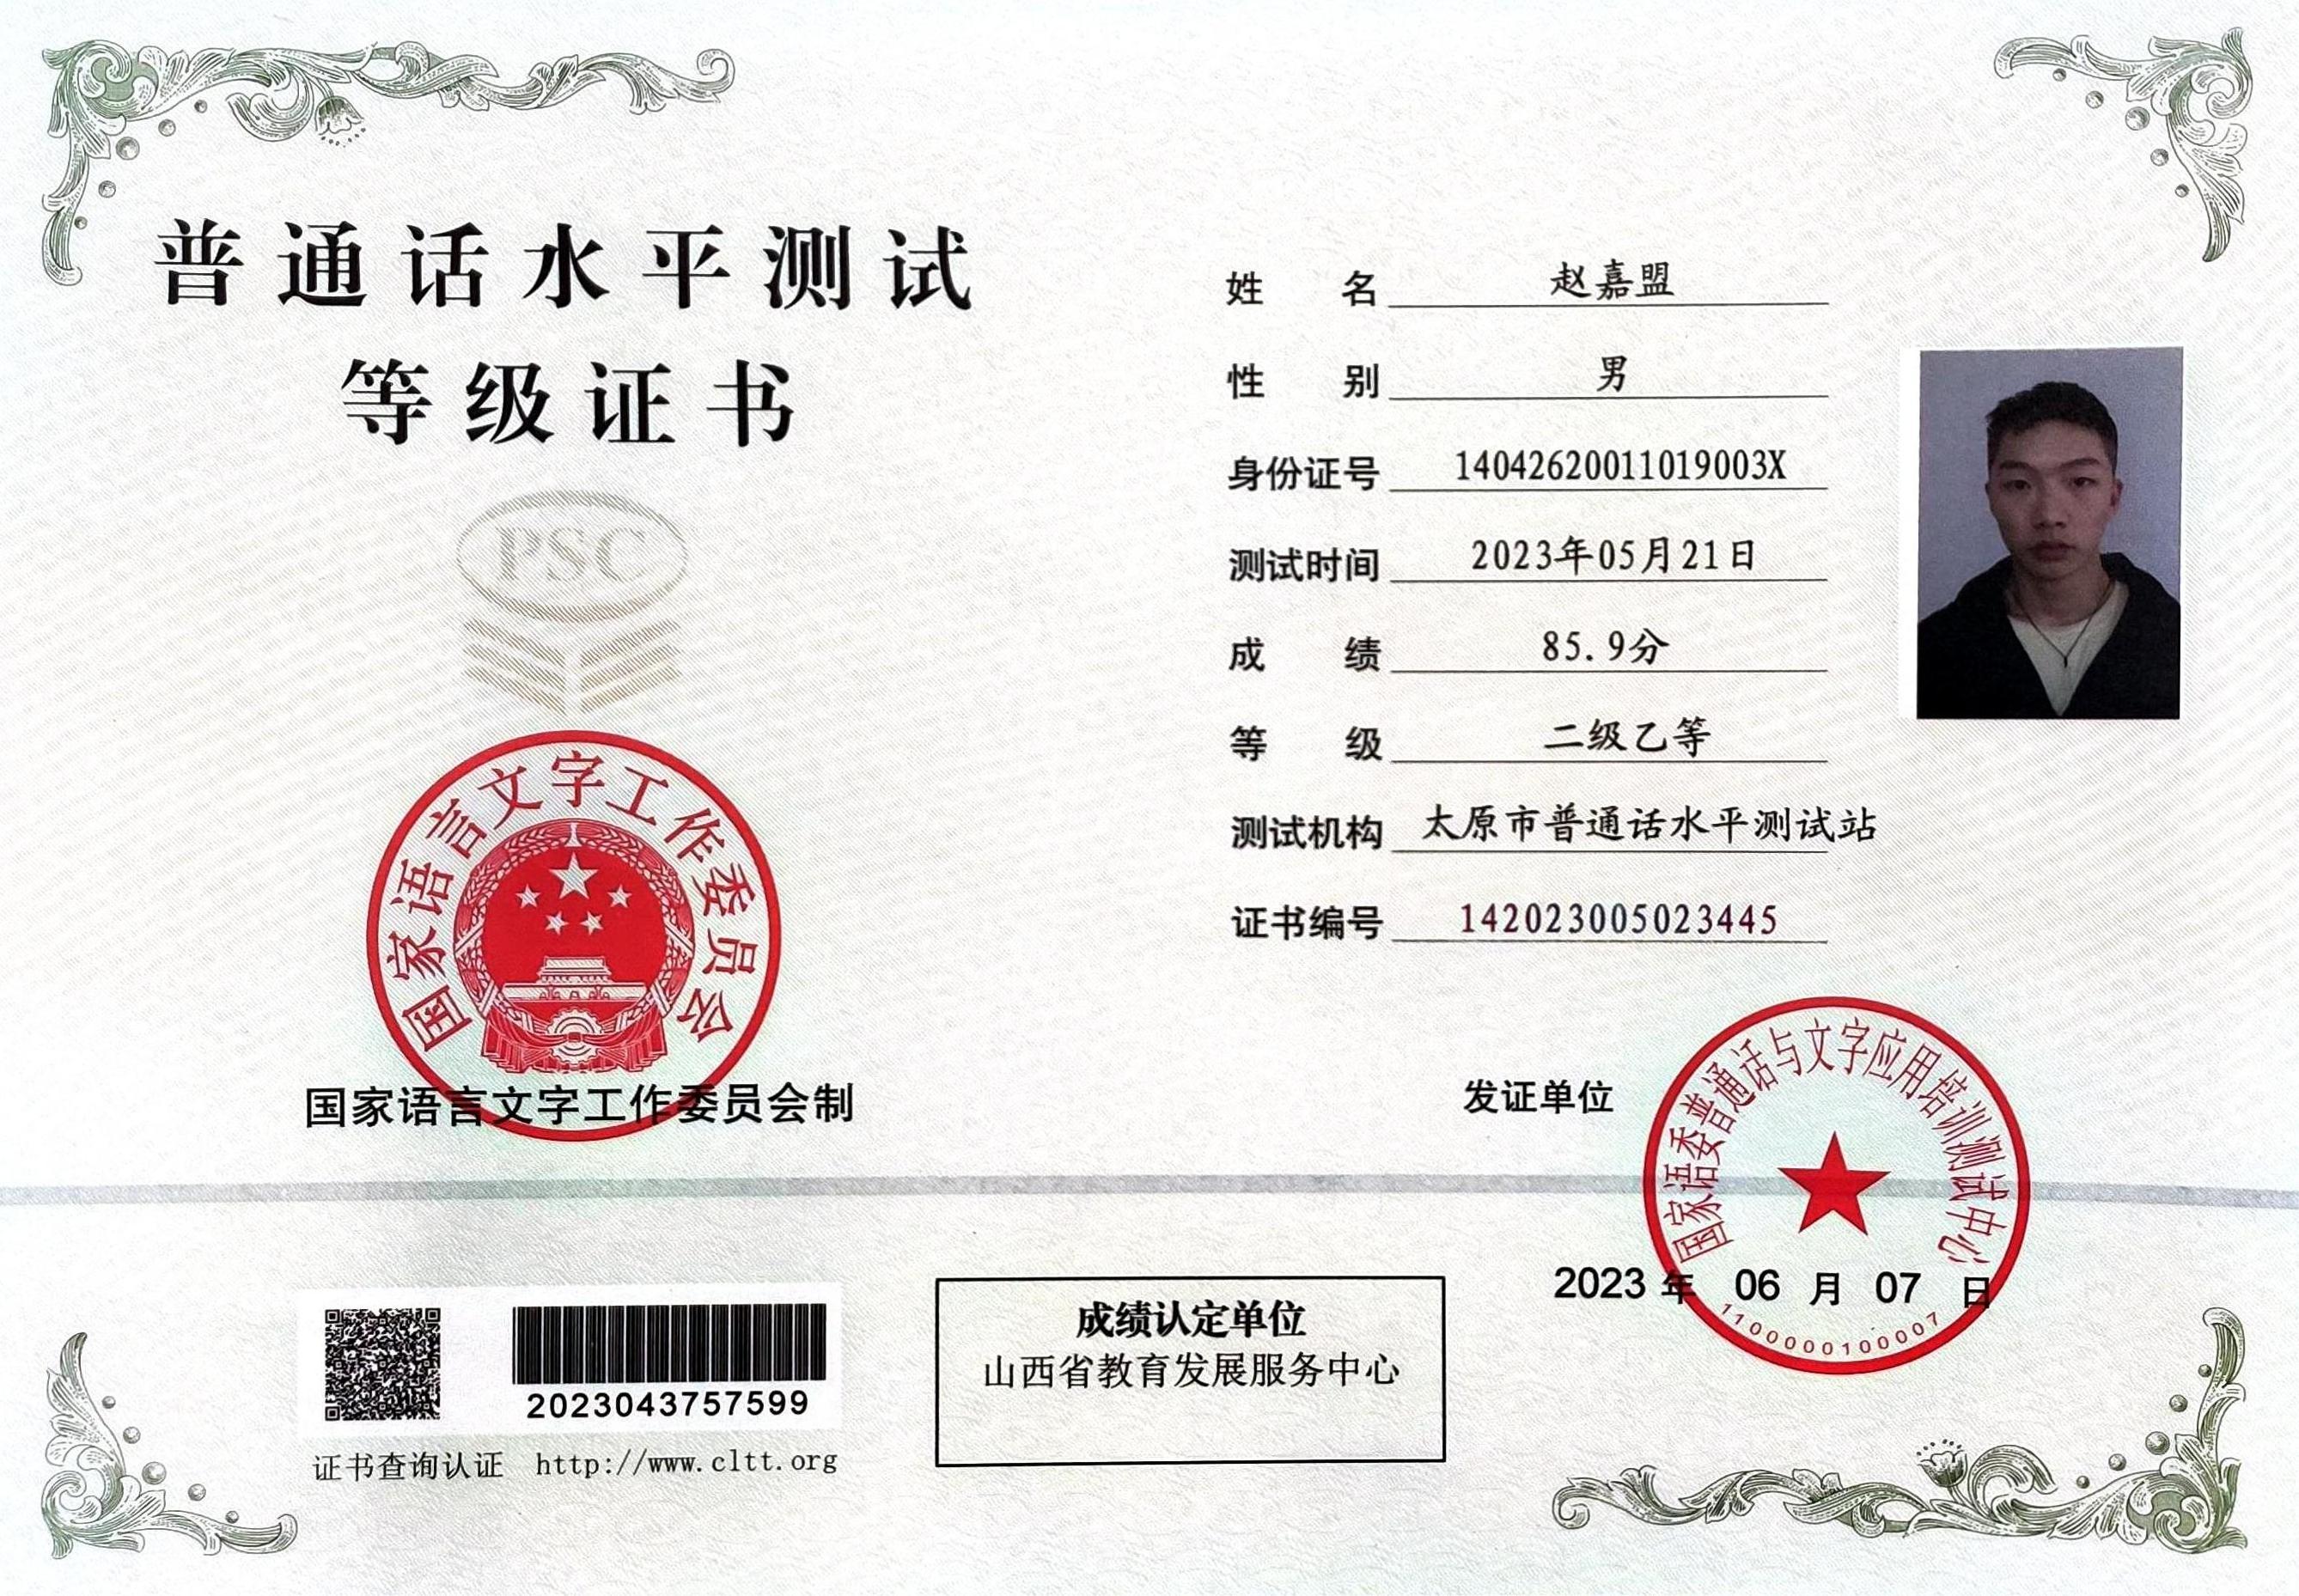 普通话水平测试
等级证书
PSC
国家语言文字工作委员会
国家语言文字工作委员会制
姓名 赵嘉盟
性别 男
身份证号 14042620011019003X
测试时间 2023年05月21日
成绩 85.9分
等级 二级乙等
测试机构 太原市普通话水平测试站
证书编号 142023005023445
发证单位
国家语委普通话与文字应用培训测试中心
2023 年 06 月 07 日
1100000100007
2023043757599
证书查询认证 http://www.cltt.org
成绩认定单位
山西省教育发展服务中心